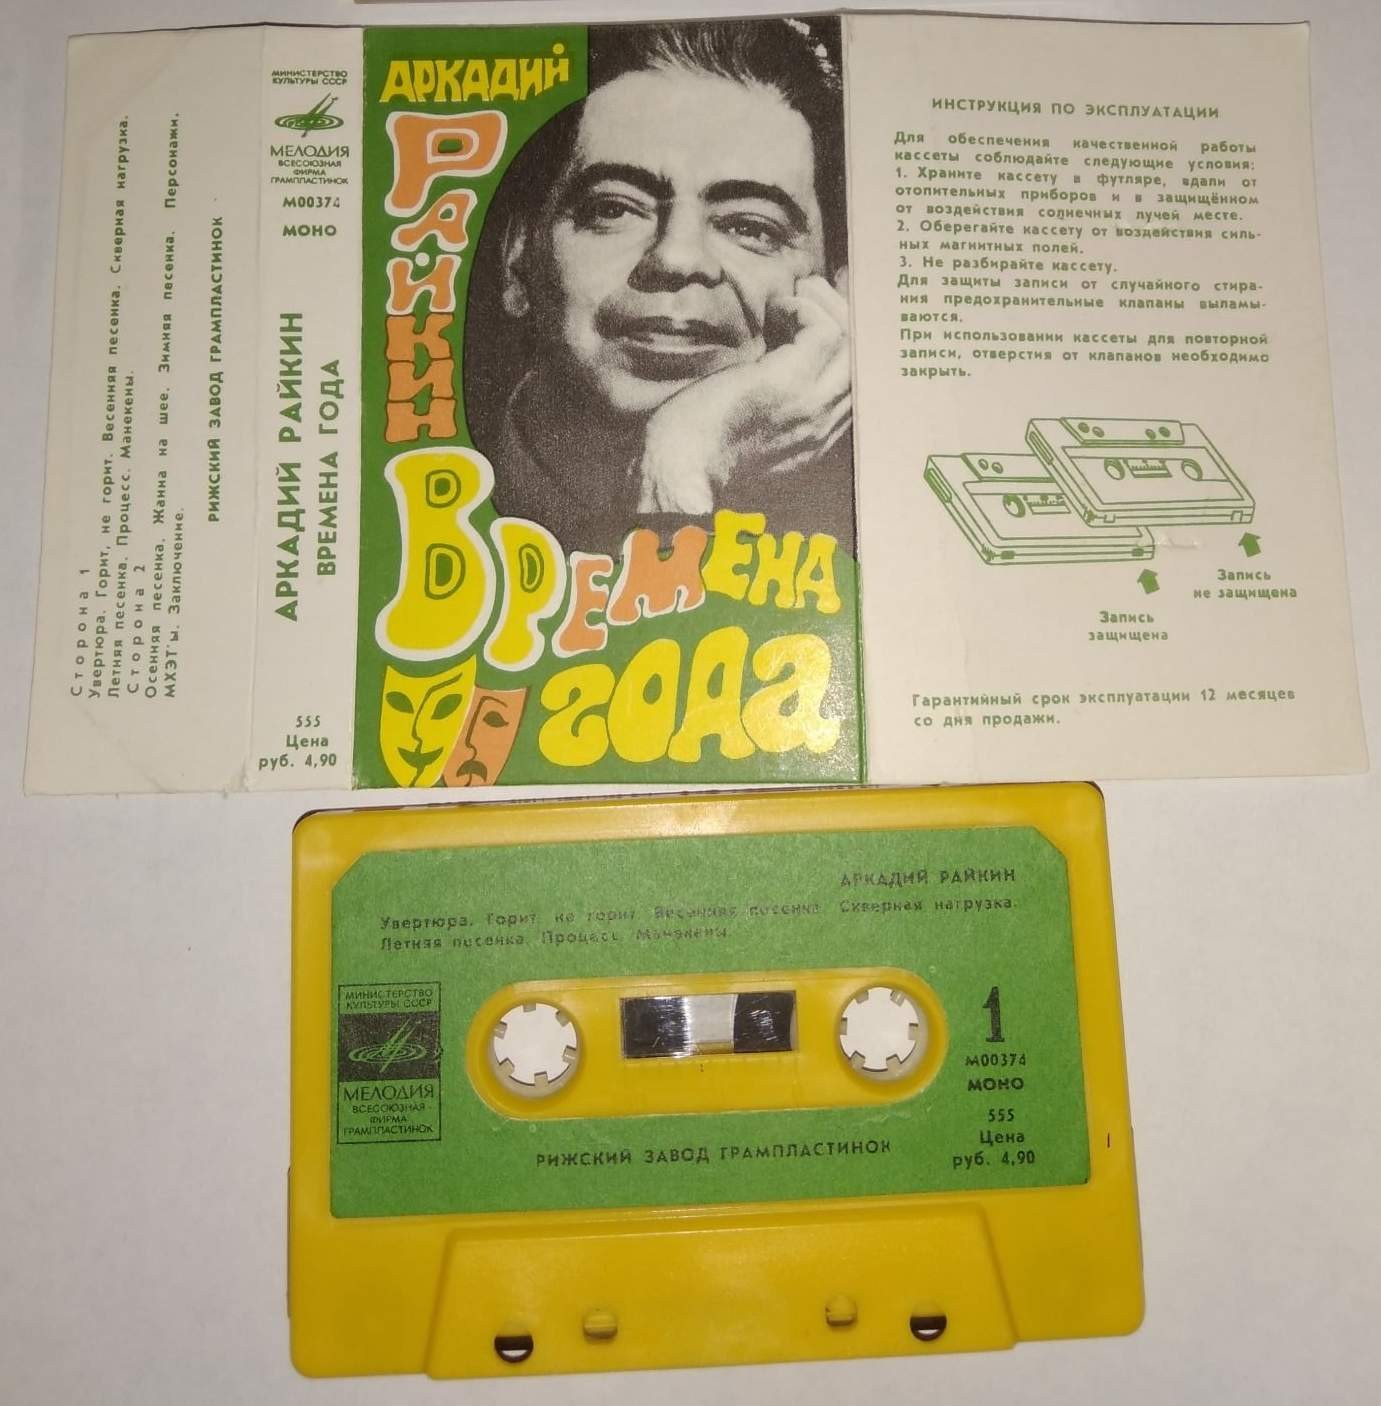 Сторона 1
Увертюра. Горит, не горит. Весенняя песенка. Скверная нагрузка.
Летняя песенка. Процесс. Манекены.
Сторона 2
Осенняя песенка. Жанна на шее. Зимняя песенка. Персонажи.
МХЭТ'ы. Заключение.
РИЖСКИЙ ЗАВОД ГРАМПЛАСТИНОК
МИНИСТЕРСТВО
КУЛЬТУРЫ СССР
МЕЛОДИЯ
ВСЕСОЮЗНАЯ
ФИРМА
ГРАМПЛАСТИНОК
М00374
МОНО
АРКАДИЙ РАЙКИН
ВРЕМЕНА ГОДА
555
Цена
руб. 4,90
АРКАДИЙ
РАЙКИН
ВРЕМЕНА
ГОДА
ИНСТРУКЦИЯ ПО ЭКСПЛУАТАЦИИ
Для обеспечения качественной работы
кассеты соблюдайте следующие условия:
1. Храните кассету в футляре, вдали от
отопительных приборов и в защищённом
от воздействия солнечных лучей месте.
2. Оберегайте кассету от воздействия силь-
ных магнитных полей.
3. Не разбирайте кассету.
Для защиты записи от случайного стира-
ния предохранительные клапаны выламы-
ваются.
При использовании кассеты для повторной
записи, отверстия от клапанов необходимо
закрыть.
Запись
не защищена
Запись
защищена
Гарантийный срок эксплуатации 12 месяцев
со дня продажи.
АРКАДИЙ РАЙКИН
Увертюра. Горит, не горит. Весенняя песенка. Скверная нагрузка.
Летняя песенка. Процесс. Манекены.
МИНИСТЕРСТВО
КУЛЬТУРЫ СССР
МЕЛОДИЯ
ВСЕСОЮЗНАЯ
ФИРМА
ГРАМПЛАСТИНОК
1
М00374
МОНО
555
Цена
руб. 4,90
РИЖСКИЙ ЗАВОД ГРАМПЛАСТИНОК